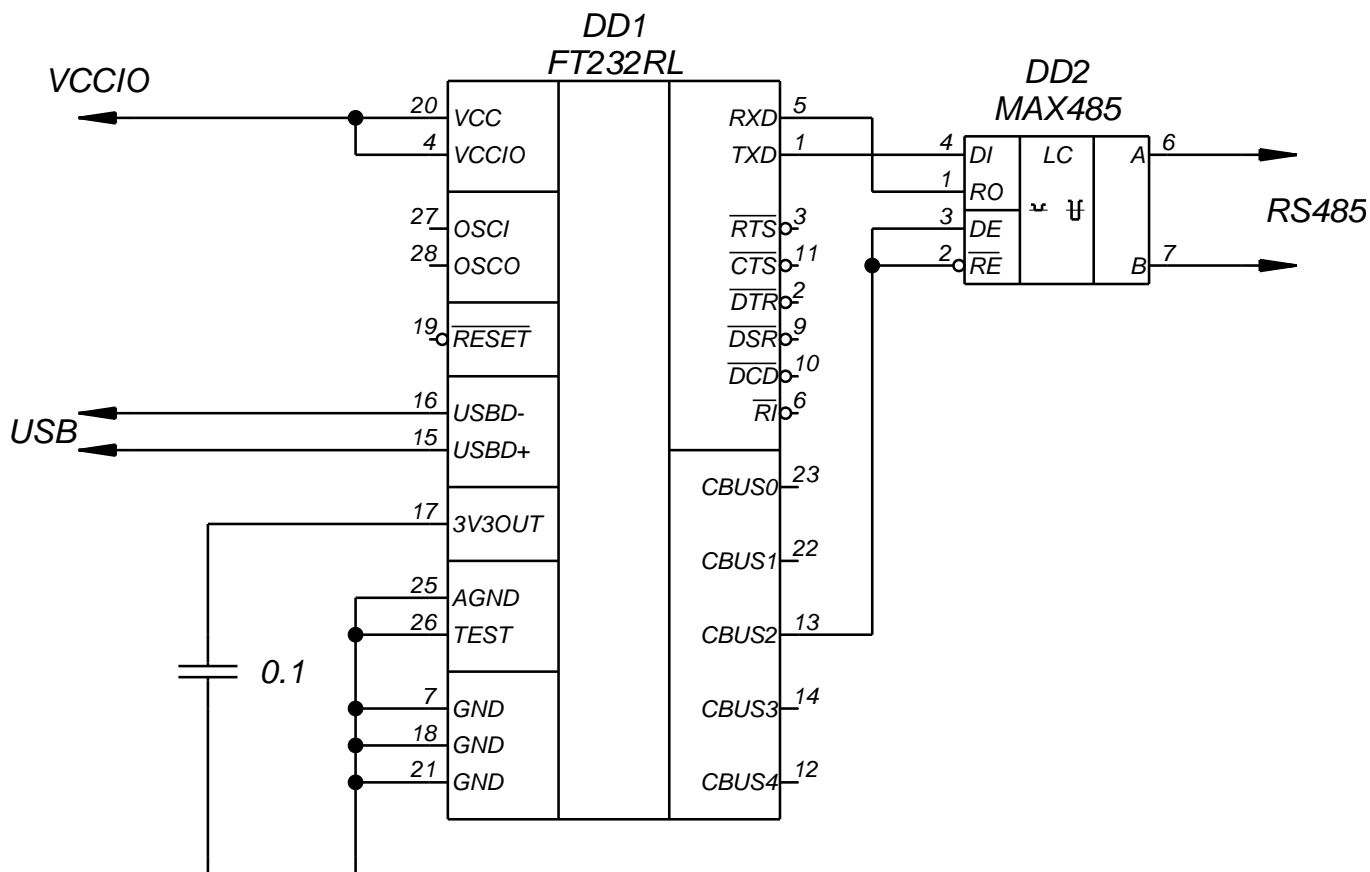 DD1
FT232RL
VCCIO
DD2
MAX485
20 VCC
4 VCCIO
27 OSCI
28 OSCO
19 RESET
16 USBD-
15 USBD+
USB
17 3V3OUT
25 AGND
26 TEST
0.1
7 GND
18 GND
21 GND
RXD 5
TXD 1
RTS 3
CTS 11
DTR 2
DSR 9
DCD 10
RI 6
CBUS0 23
CBUS1 22
CBUS2 13
CBUS3 14
CBUS4 12
4 DI LC A 6
1 RO
3 DE
2 RE B 7
RS485